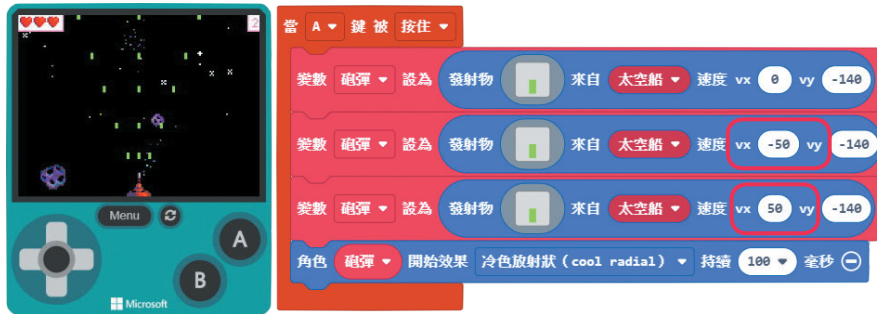 2
Menu
A
B
Microsoft
當 A 鍵 被 按住
變數 砲彈 設為 發射物 來自 太空船 速度 vx 0 vy -140
變數 砲彈 設為 發射物 來自 太空船 速度 vx -50 vy -140
變數 砲彈 設為 發射物 來自 太空船 速度 vx 50 vy -140
角色 砲彈 開始效果 冷色放射狀 (cool radial) 持續 100 毫秒